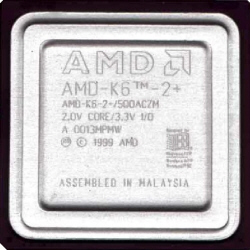 AMD
AMD-K6™-2+
AMD-K6-2+/500ACZM
2.0V CORE/3.3V I/O
A 0013MPMW
© 1999 AMD
ASSEMBLED IN MALAYSIA